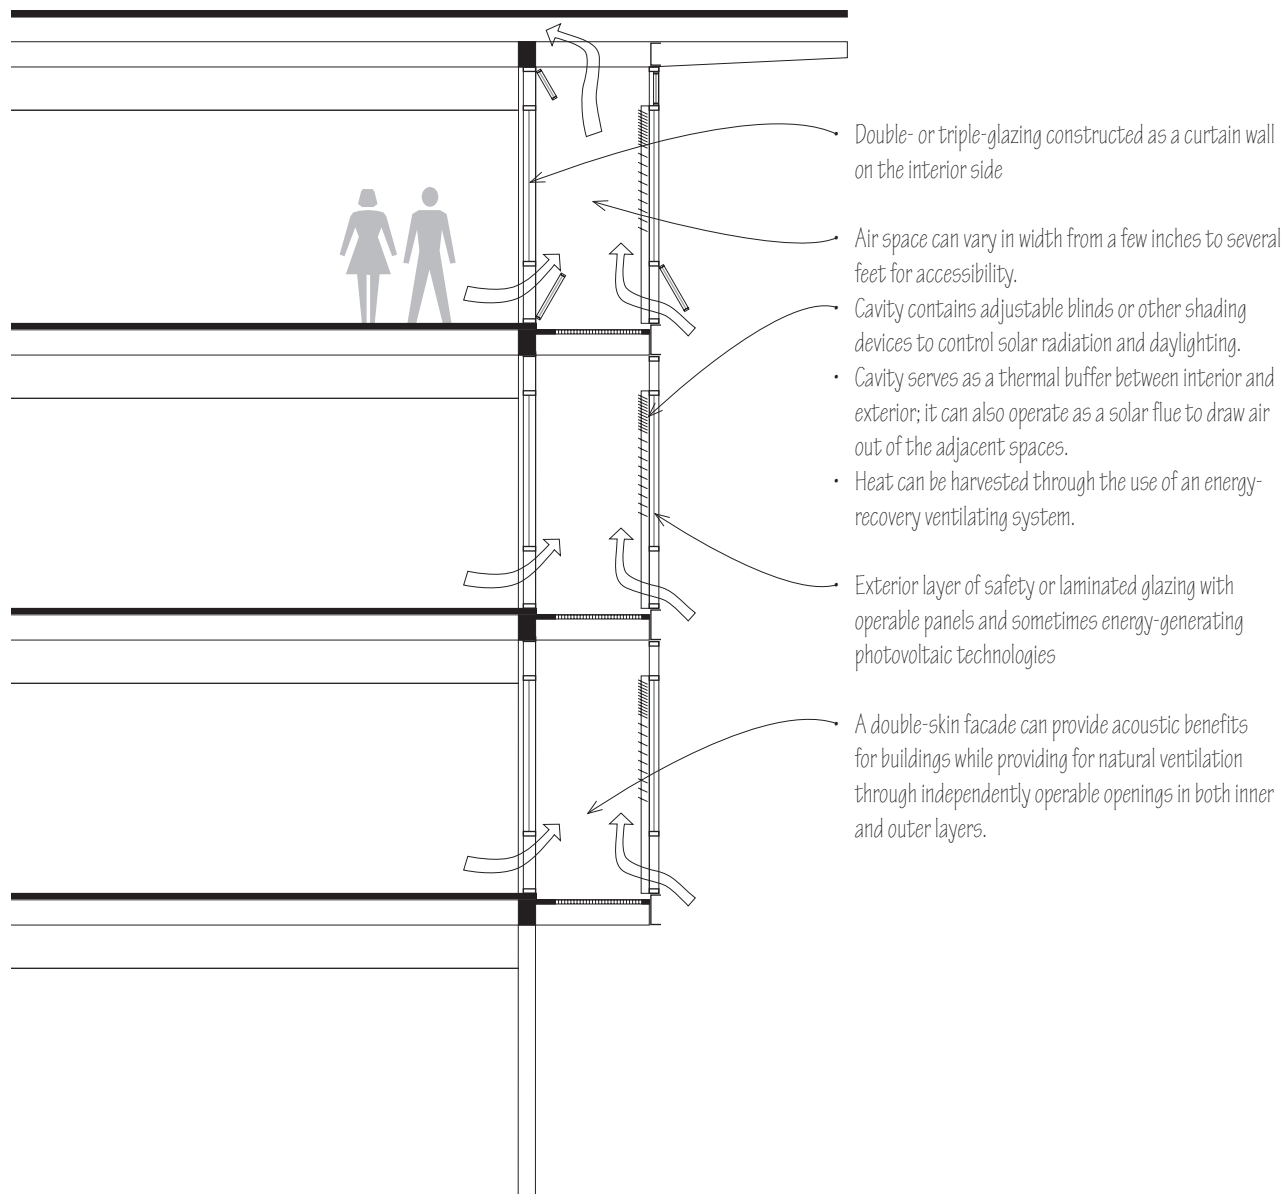 Double- or triple-glazing constructed as a curtain wall
on the interior side
Air space can vary in width from a few inches to several
feet for accessibility.
Cavity contains adjustable blinds or other shading
devices to control solar radiation and daylighting.
• Cavity serves as a thermal buffer between interior and
exterior; it can also operate as a solar flue to draw air
out of the adjacent spaces.
• Heat can be harvested through the use of an energy-
recovery ventilating system.
Exterior layer of safety or laminated glazing with
operable panels and sometimes energy-generating
photovoltaic technologies
A double-skin facade can provide acoustic benefits
for buildings while providing for natural ventilation
through independently operable openings in both inner
and outer layers.